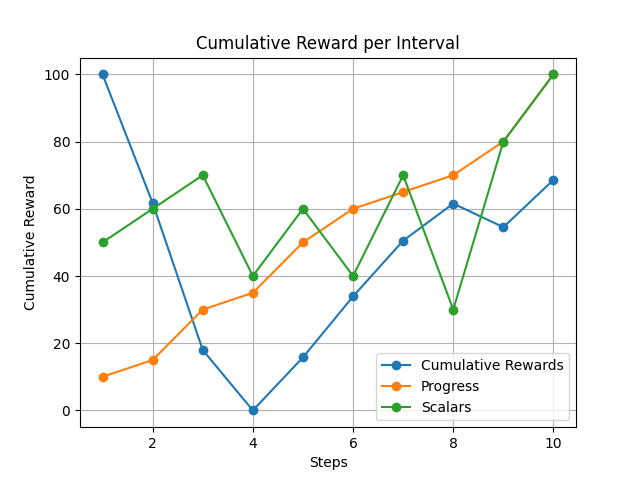 Cumulative Reward per Interval
Cumulative Reward
100
80
60
40
20
0
2
4
6
8
10
Steps
Cumulative Rewards
Progress
Scalars